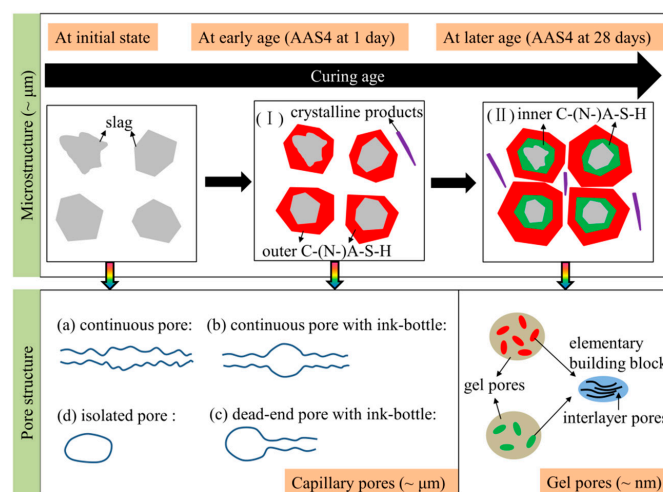 At initial state
At early age (AAS4 at 1 day)
At later age (AAS4 at 28 days)
Curing age
Microstructure (~ μm)
slag
(Ⅰ)
crystalline products
outer C-(N-)A-S-H
(Ⅱ) inner C-(N-)A-S-H
Pore structure
(a) continuous pore:
(b) continuous pore with ink-bottle:
(d) isolated pore :
(c) dead-end pore with ink-bottle:
Capillary pores (~ μm)
gel pores
elementary
building block
interlayer pores
Gel pores (~ nm)